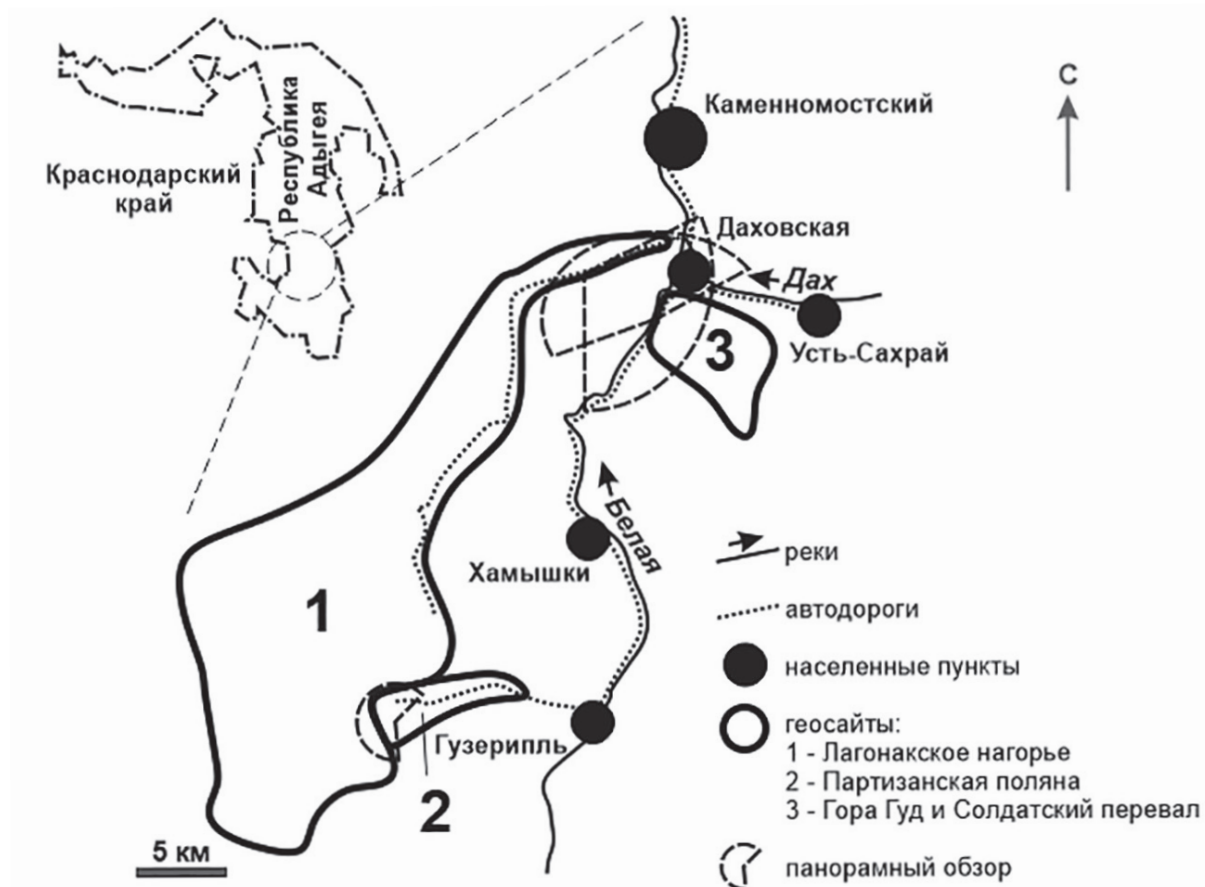 Краснодарский
край
Республика
Адыгея
С
Каменномостский
Даховская
Дах
Усть-Сахрай
3
Белая
Хамышки
1
Гузерипль
2
5 км
реки
автодороги
населенные пункты
геосайты:
1 - Лагонакское нагорье
2 - Партизанская поляна
3 - Гора Гуд и Солдатский перевал
панорамный обзор